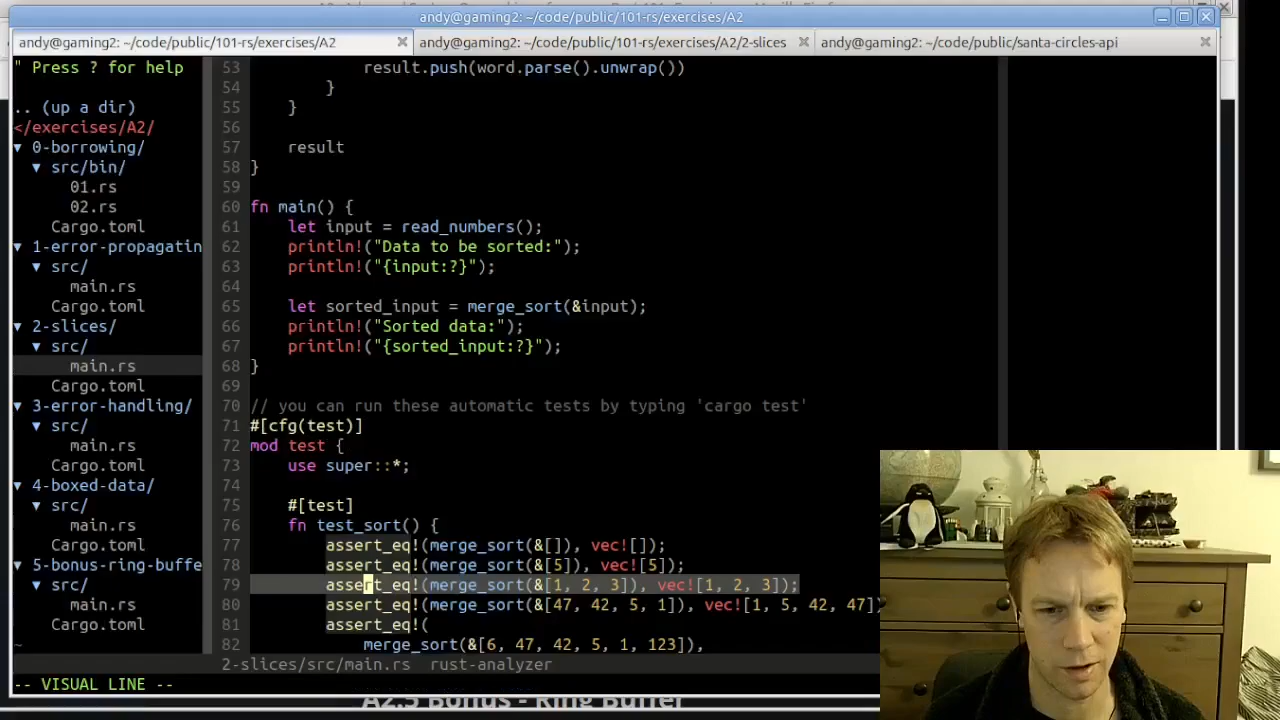 andy@gaming2: ~/code/public/101-rs/exercises/A2
andy@gaming2: ~/code/public/101-rs/exercises/A2
andy@gaming2: ~/code/public/101-rs/exercises/A2/2-slices
andy@gaming2: ~/code/public/santa-circles-api
" Press ? for help
.. (up a dir)
</exercises/A2/
▼ 0-borrowing/
▼ src/bin/
01.rs
02.rs
Cargo.toml
▼ 1-error-propagatin
▼ src/
main.rs
Cargo.toml
▼ 2-slices/
▼ src/
main.rs
Cargo.toml
▼ 3-error-handling/
▼ src/
main.rs
Cargo.toml
▼ 4-boxed-data/
▼ src/
main.rs
Cargo.toml
▼ 5-bonus-ring-buffe
▼ src/
main.rs
Cargo.toml
~
53 result.push(word.parse().unwrap())
54 }
55 }
56
57 result
58 }
59
60 fn main() {
61 let input = read_numbers();
62 println!("Data to be sorted:");
63 println!("{input:?}");
64
65 let sorted_input = merge_sort(&input);
66 println!("Sorted data:");
67 println!("{sorted_input:?}");
68 }
69
70 // you can run these automatic tests by typing 'cargo test'
71 #[cfg(test)]
72 mod test {
73 use super::*;
74
75 #[test]
76 fn test_sort() {
77 assert_eq!(merge_sort(&[]), vec![]);
78 assert_eq!(merge_sort(&[5]), vec![5]);
79 assert_eq!(merge_sort(&[1, 2, 3]), vec![1, 2, 3]);
80 assert_eq!(merge_sort(&[47, 42, 5, 1]), vec![1, 5, 42, 47]
81 assert_eq!(
82 merge_sort(&[6, 47, 42, 5, 1, 123]),
2-slices/src/main.rs rust-analyzer
-- VISUAL LINE --
A2.5 Bonus - Ring Buffer